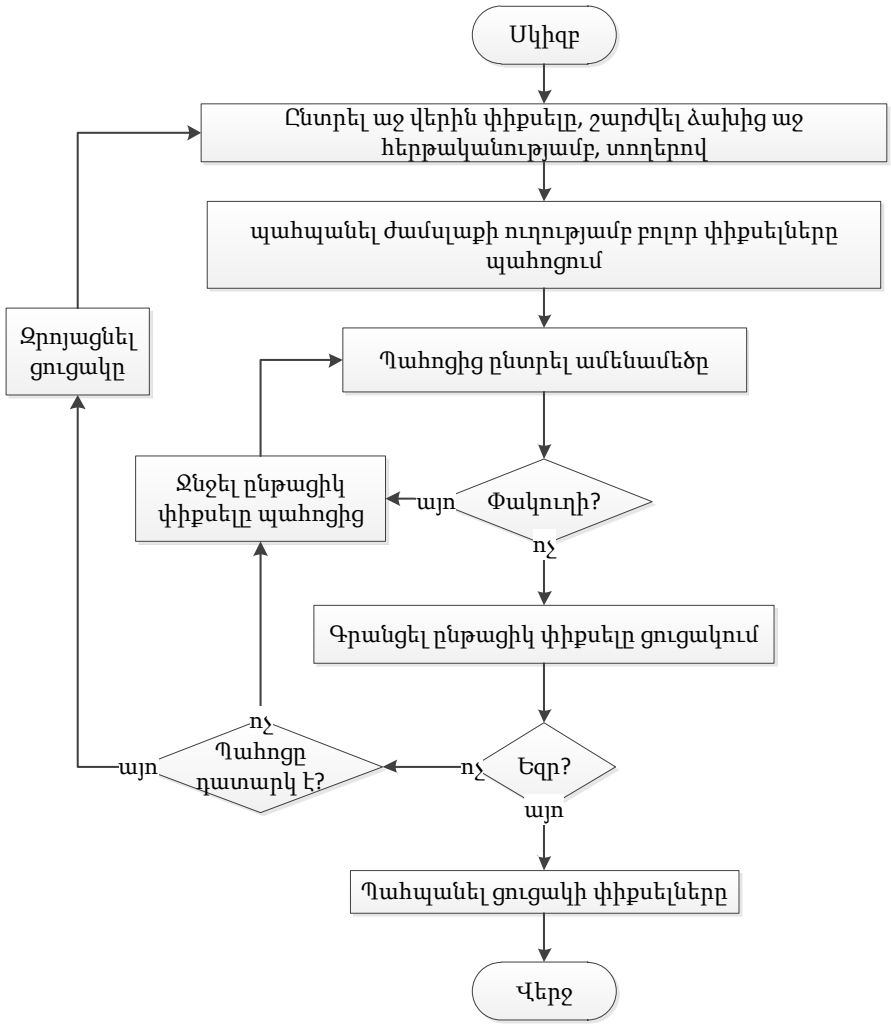 Սկիզբ
Ընտրել աջ վերին փիքսելը, շարժվել ձախից աջ
հերթականությամբ, տողերով
պահպանել ժամսլաքի ուղությամբ բոլոր փիքսելները
պահոցում
Զրոյացնել
ցուցակը
Պահոցից ընտրել ամենամեծը
Ջնջել ընթացիկ
փիքսելը պահոցից
այո
Փակուղի?
ոչ
Գրանցել ընթացիկ փիքսելը ցուցակում
ոչ
Պահոցը
դատարկ է?
այո
ոչ
Եզր?
այո
Պահպանել ցուցակի փիքսելները
Վերջ